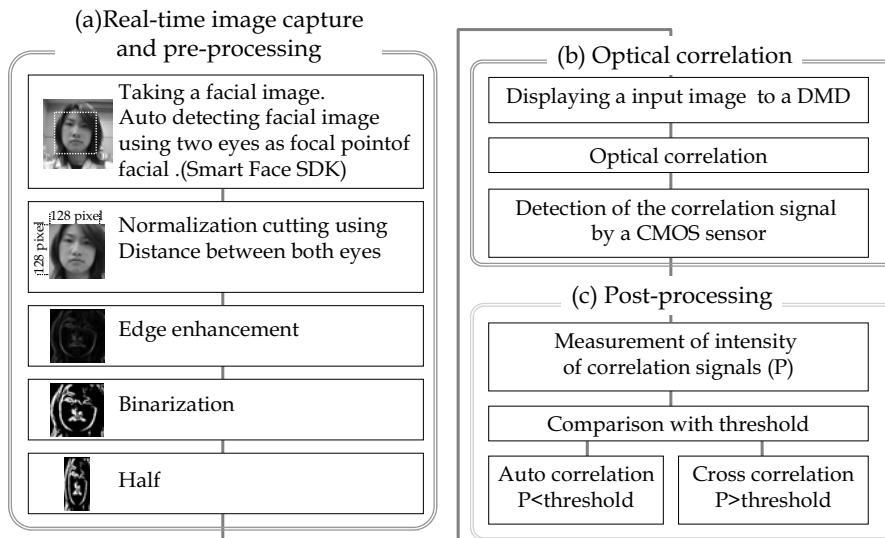 (a)Real-time image capture
and pre-processing
Taking a facial image.
Auto detecting facial image
using two eyes as focal pointof
facial .(Smart Face SDK)
128 pixel
128 pixel
Normalization cutting using
Distance between both eyes
Edge enhancement
Binarization
Half
(b) Optical correlation
Displaying a input image to a DMD
Optical correlation
Detection of the correlation signal
by a CMOS sensor
(c) Post-processing
Measurement of intensity
of correlation signals (P)
Comparison with threshold
Auto correlation
P<threshold
Cross correlation
P>threshold